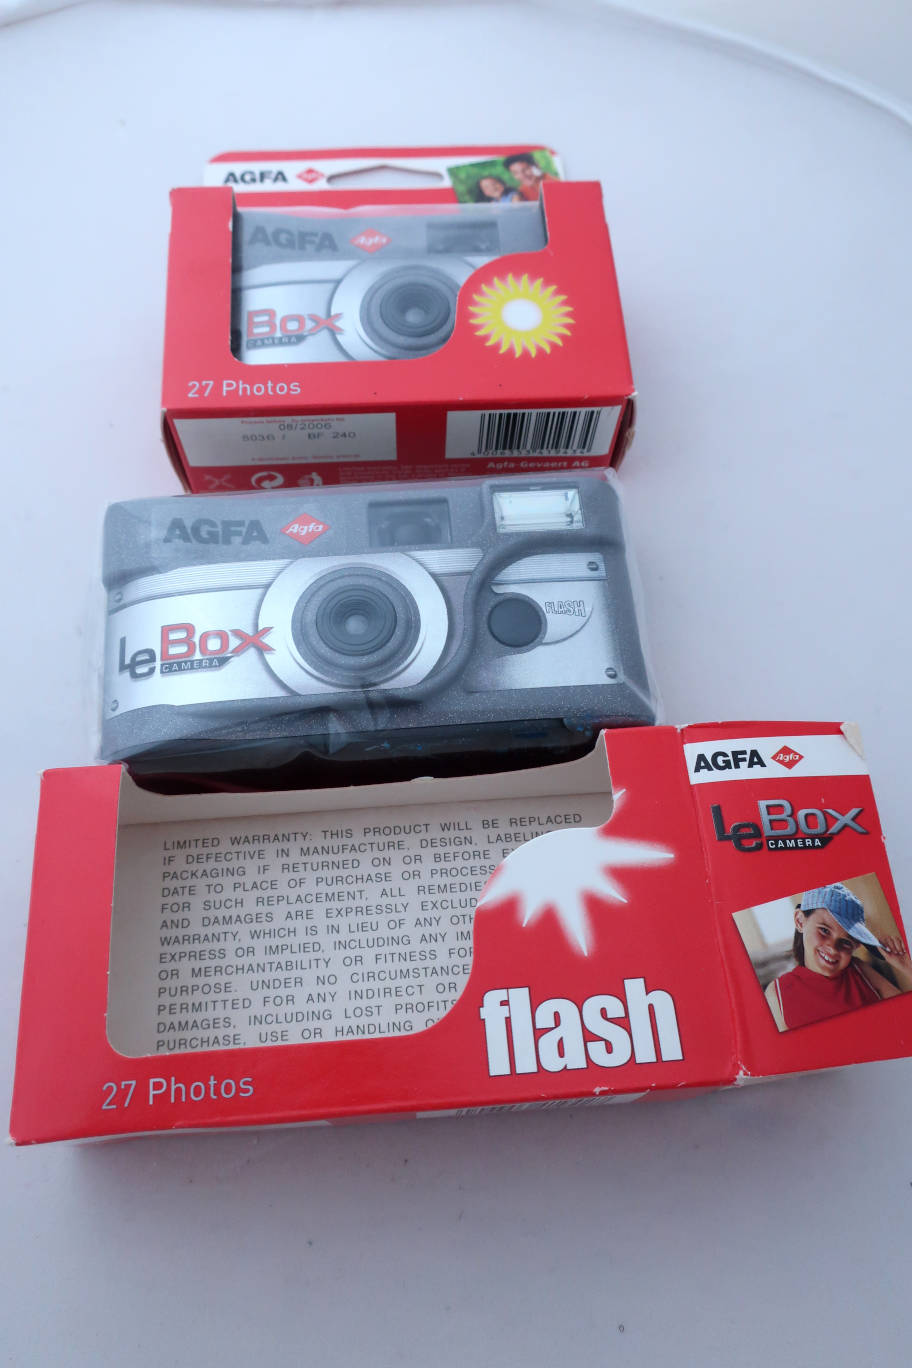 AGFA Agfa
AGFA Agfa
Box
CAMERA
27 Photos
08/2006
5036 / BF 240
4 006353 419434
Agfa-Gevaert AG
AGFA Agfa
LeBox
CAMERA
FLASH
LIMITED WARRANTY: THIS PRODUCT WILL BE REPLACED
IF DEFECTIVE IN MANUFACTURE, DESIGN, LABELING
PACKAGING IF RETURNED ON OR BEFORE
DATE TO PLACE OF PURCHASE OR PROCESS
FOR SUCH REPLACEMENT, ALL REMEDIE
AND DAMAGES ARE EXPRESSLY EXCLUD
WARRANTY, WHICH IS IN LIEU OF ANY OTH
EXPRESS OR IMPLIED, INCLUDING ANY IM
OR MERCHANTABILITY OR FITNESS FOR
PURPOSE. UNDER NO CIRCUMSTANCE
PERMITTED FOR ANY INDIRECT OR
DAMAGES, INCLUDING LOST PROFITS
PURCHASE, USE OR HANDLING
flash
27 Photos
AGFA Agfa
LeBox
CAMERA